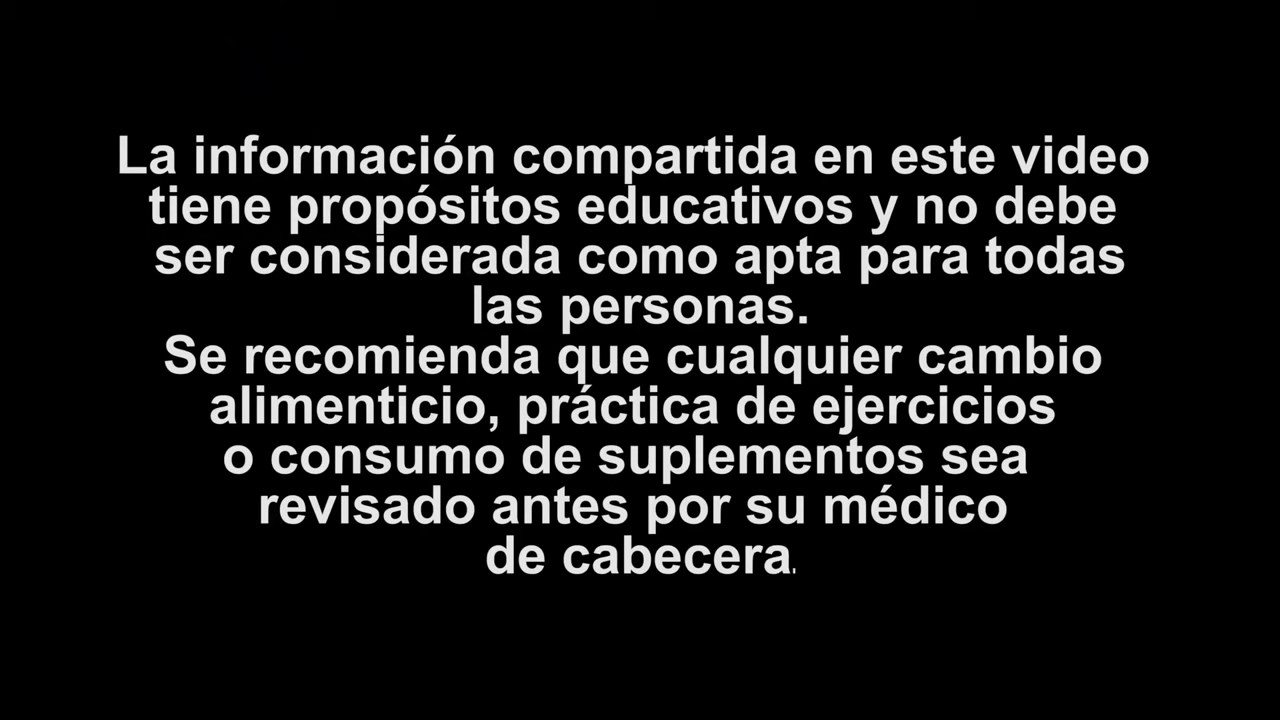 La información compartida en este video
tiene propósitos educativos y no debe
ser considerada como apta para todas
las personas.
Se recomienda que cualquier cambio
alimenticio, práctica de ejercicios
o consumo de suplementos sea
revisado antes por su médico
de cabecera.